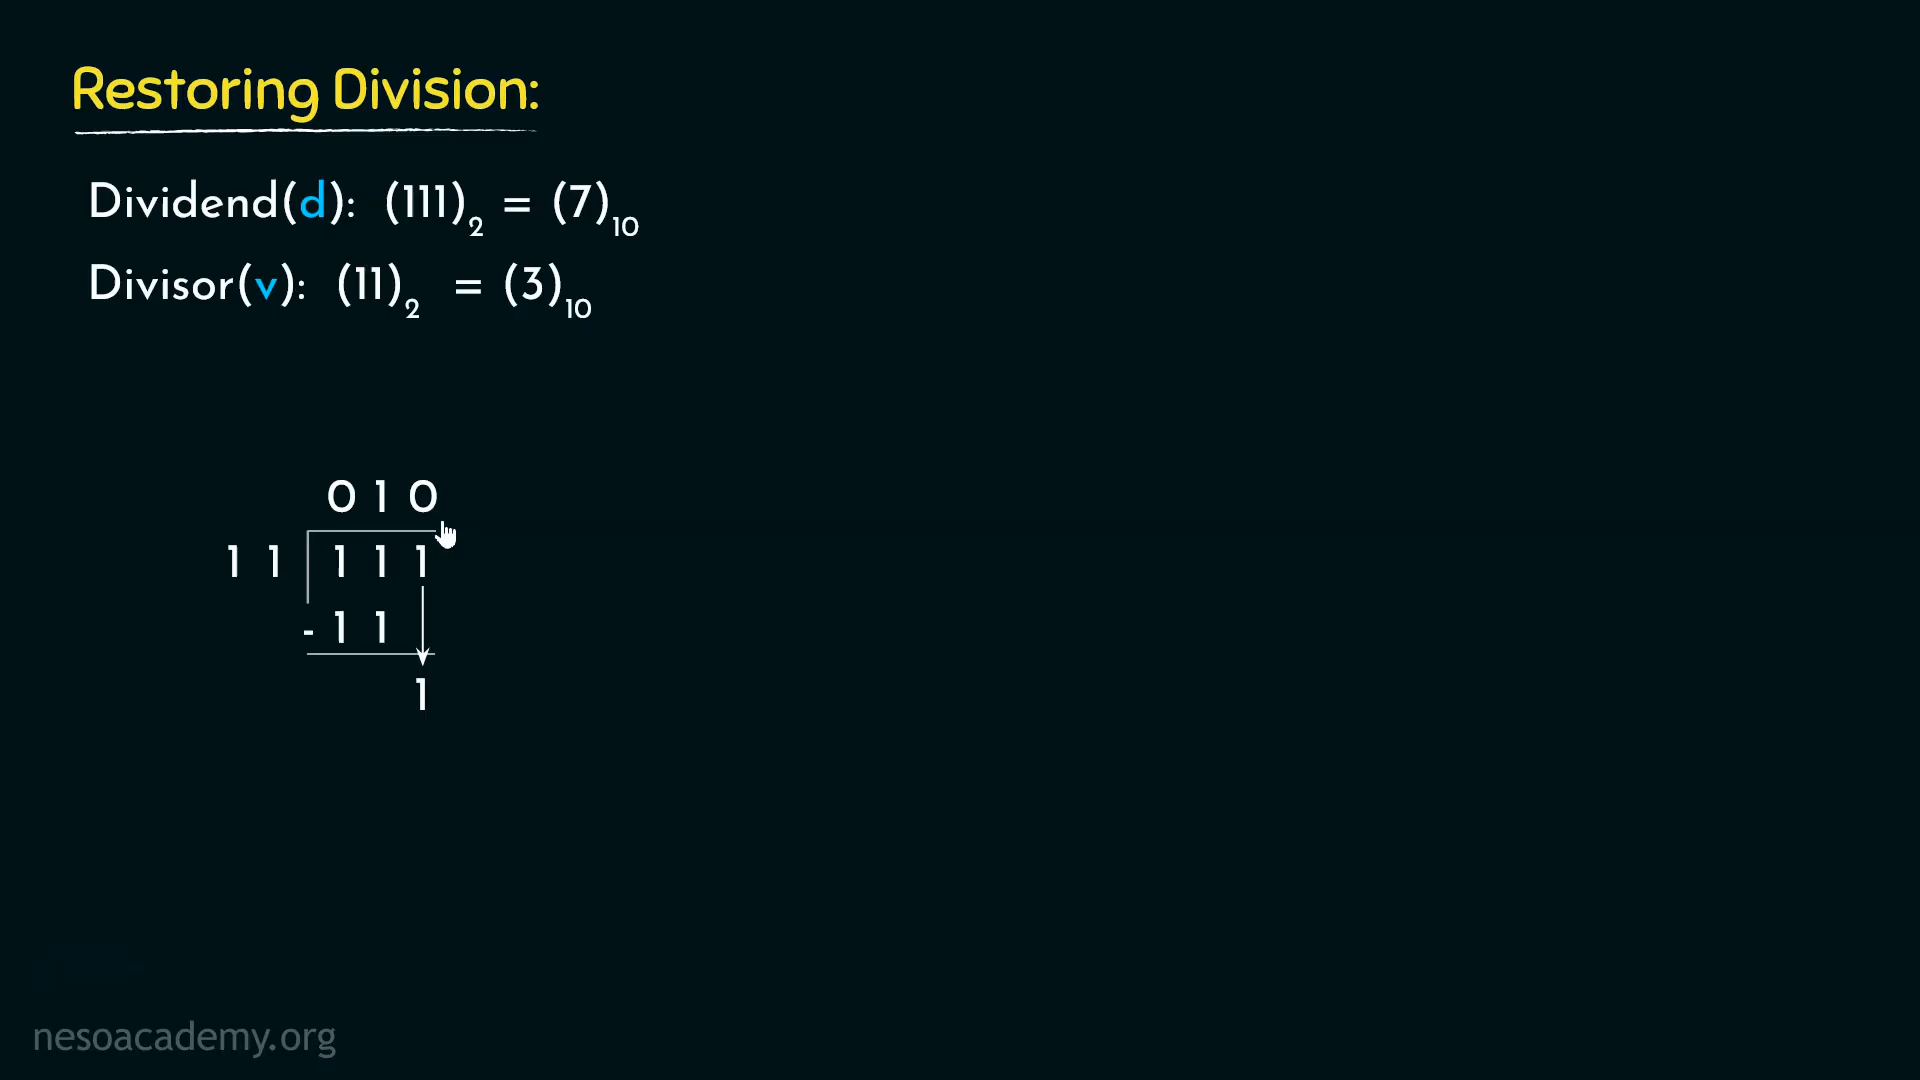 Restoring Division:
Dividend(d): (111)₂ = (7)₁₀
Divisor(v): (11)₂ = (3)₁₀
0 1 0
1 1 1 1 1
- 1 1
1
nesoacademy.org